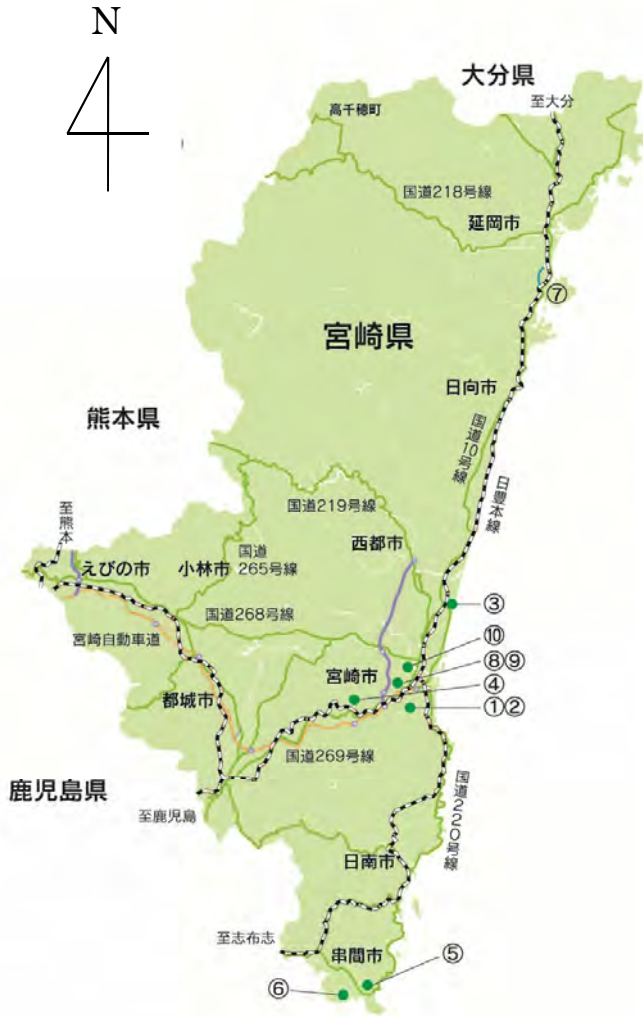 N
大分県
至大分
高千穂町
国道218号線
延岡市
⑦
宮崎県
日向市
熊本県
国道10号線
日豊本線
国道219号線
至熊本
西都市
えびの市
小林市
国道
265号線
③
国道268号線
⑩
宮崎自動車道
宮崎市
⑧⑨
④
都城市
①②
国道269号線
鹿児島県
国道220号線
至鹿児島
日南市
至志布志
串間市
⑤
⑥